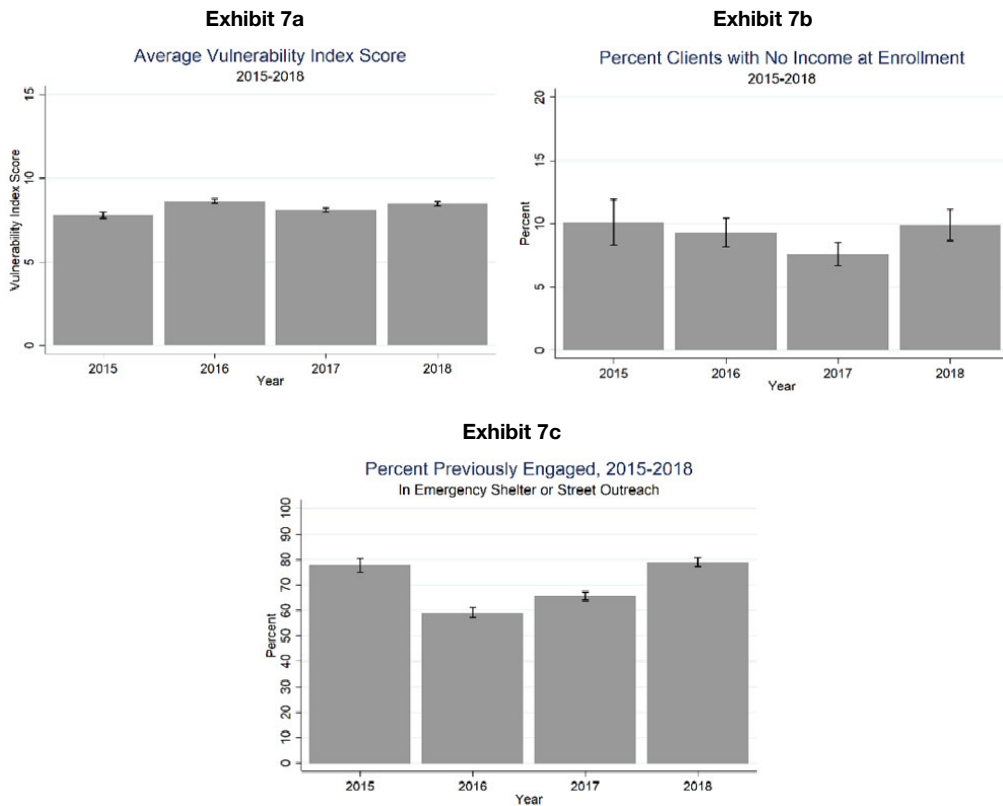 Exhibit 7a
Average Vulnerability Index Score
2015-2018
Vulnerability Index Score
15
10
5
0
2015 2016 2017 2018
Year
Exhibit 7b
Percent Clients with No Income at Enrollment
2015-2018
Percent
20
15
10
5
0
2015 2016 2017 2018
Year
Exhibit 7c
Percent Previously Engaged, 2015-2018
In Emergency Shelter or Street Outreach
Percent
100
90
80
70
60
50
40
30
20
10
0
2015 2016 2017 2018
Year